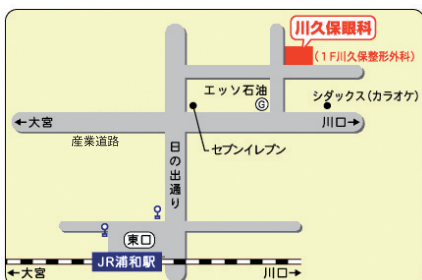 川久保眼科
(1F川久保整形外科)
エッソ石油
G
シダックス(カラオケ)
←大宮
川口→
産業道路
セブンイレブン
日の出通り
東口
JR浦和駅
←大宮
川口→